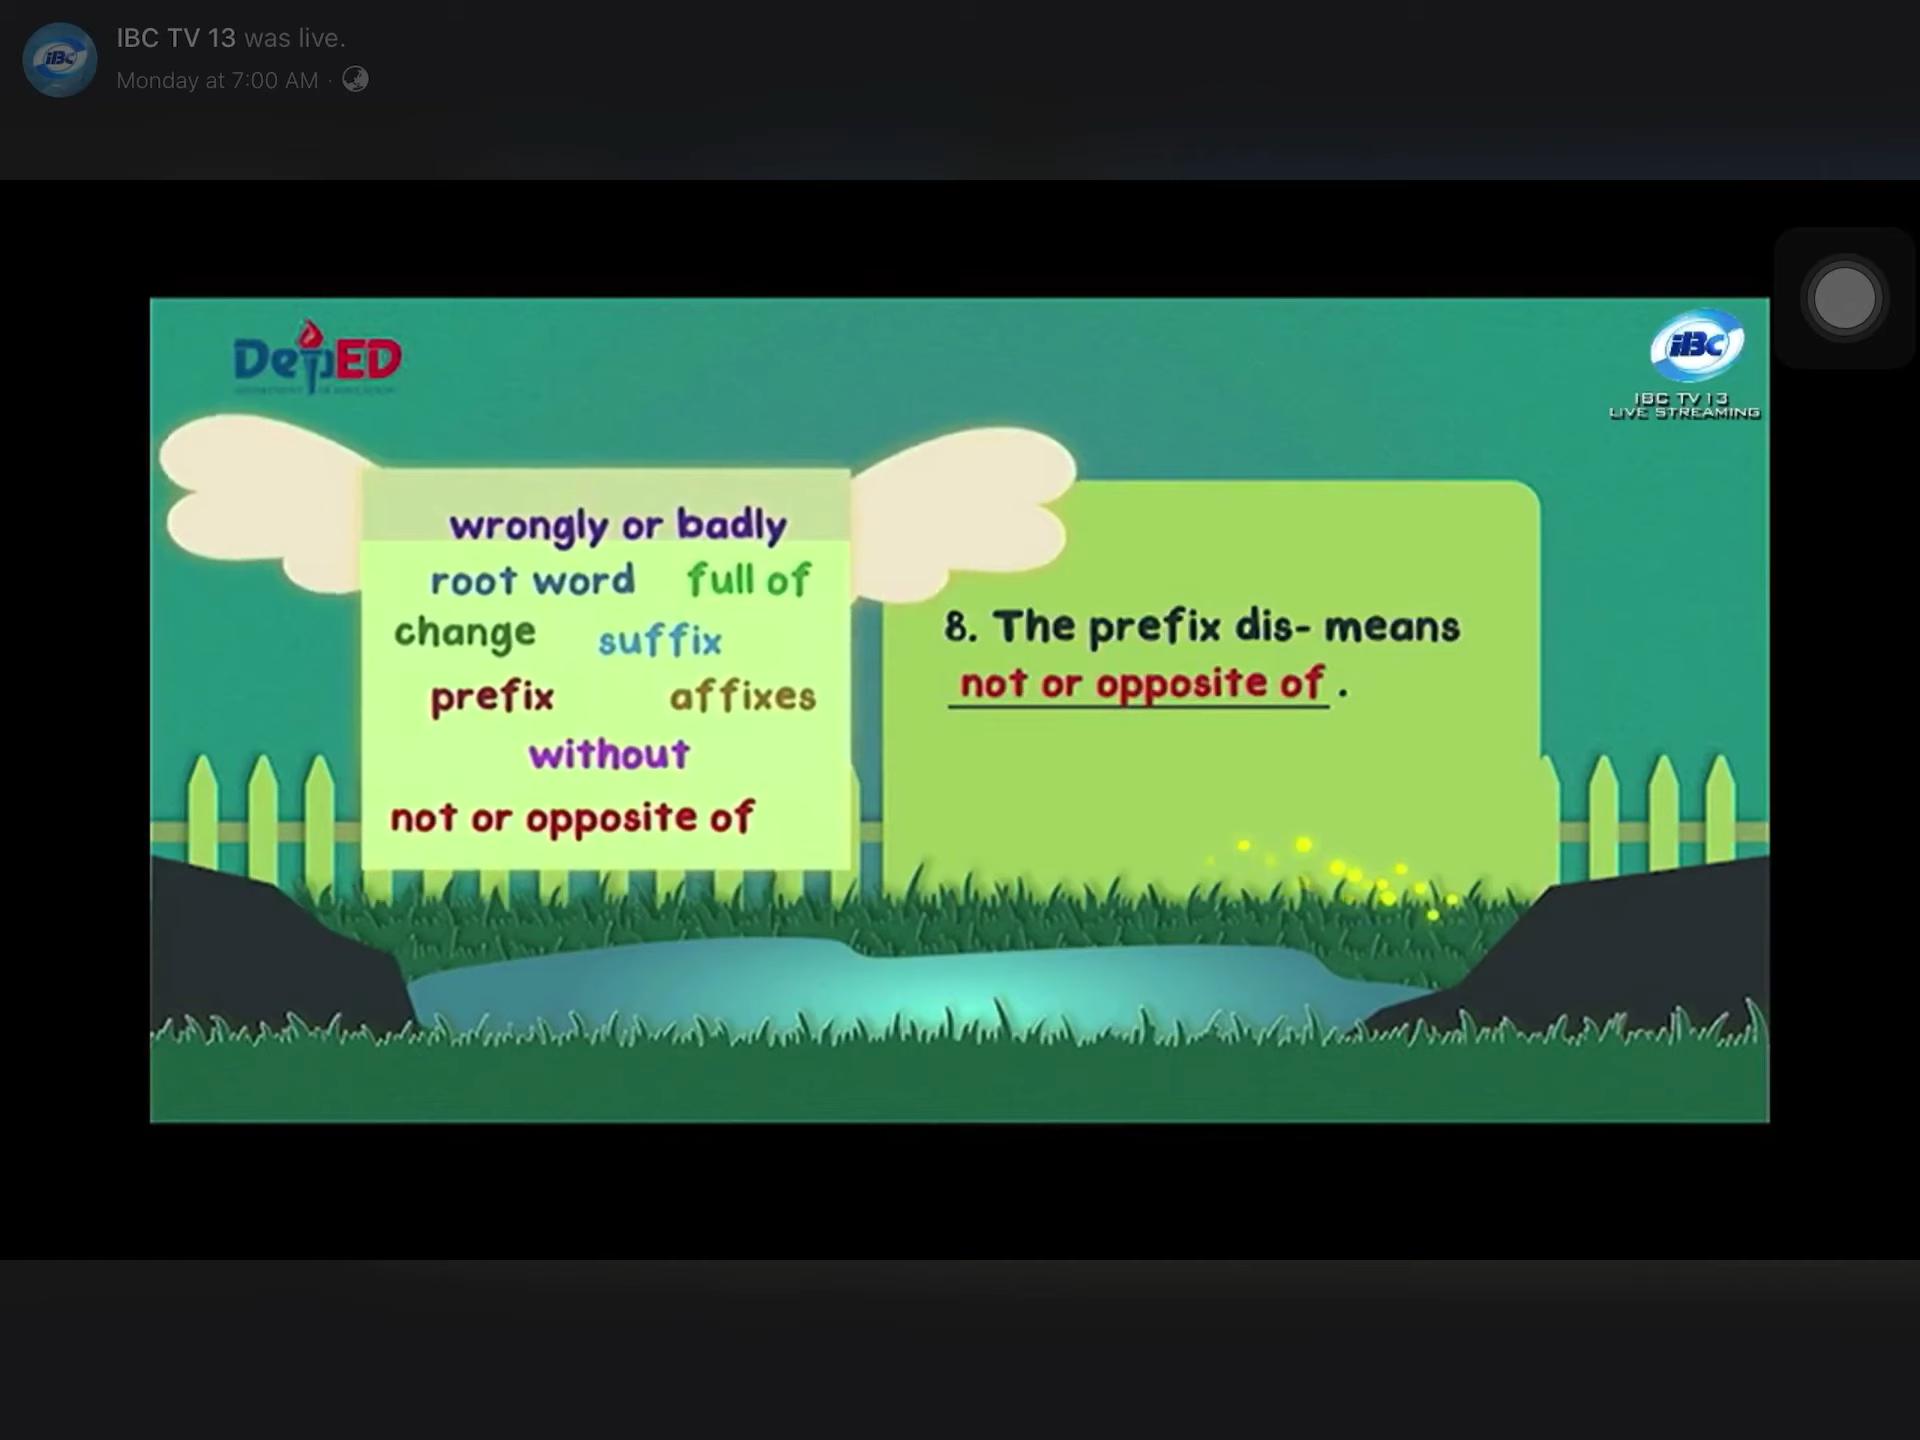 IBC TV 13 was live.
Monday at 7:00 AM ·
iBC
DepED
iBC
IBC TV 13
LIVE STREAMING
wrongly or badly
root word full of
change suffix
prefix affixes
without
not or opposite of
8. The prefix dis- means
not or opposite of .